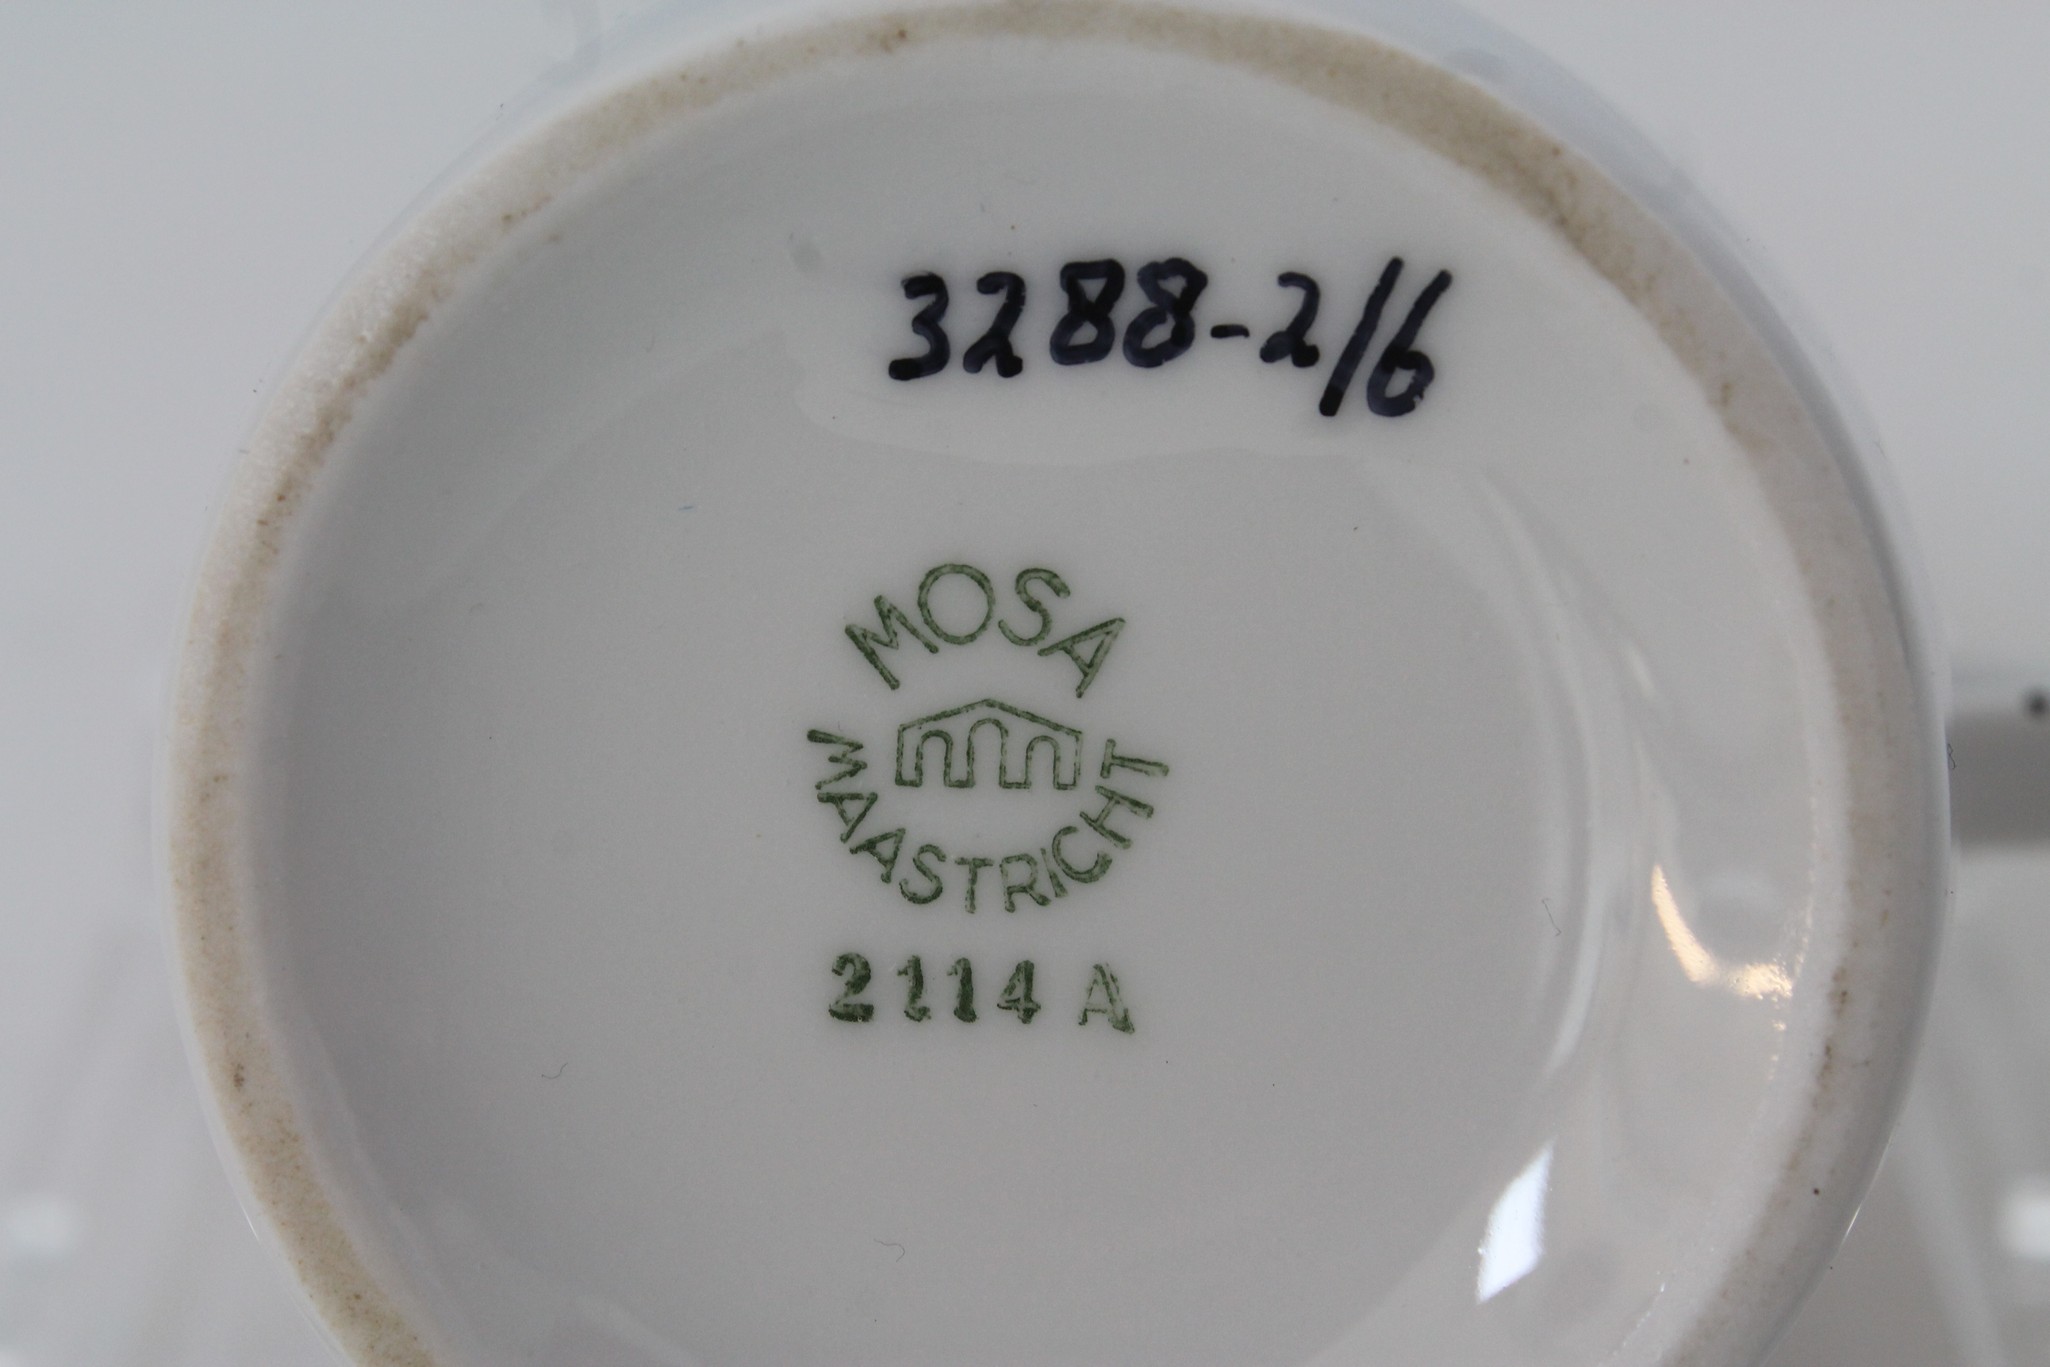 3288-2/6
MOSA
MAASTRICHT
2114 A